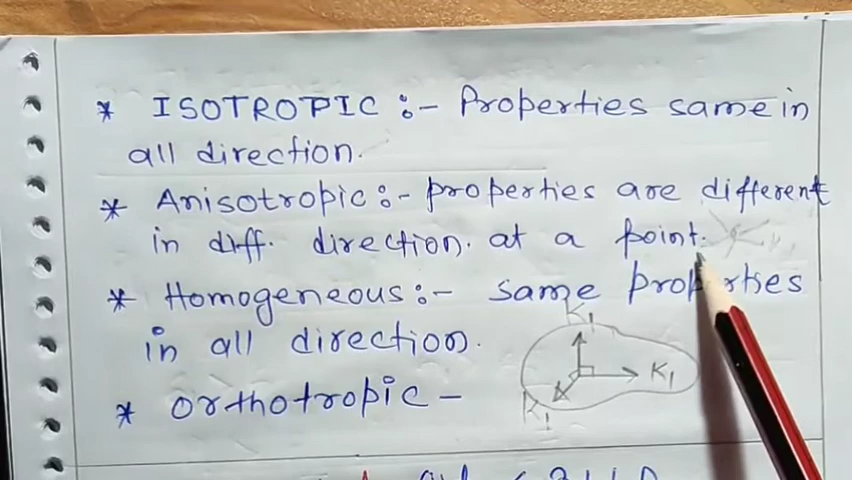 * ISOTROPIC :- Properties same in
all direction.
* Anisotropic :- properties are different
in diff. direction. at a point.
* Homogeneous :- same properties
in all direction.
K1
K1
K1
* Orthotropic -